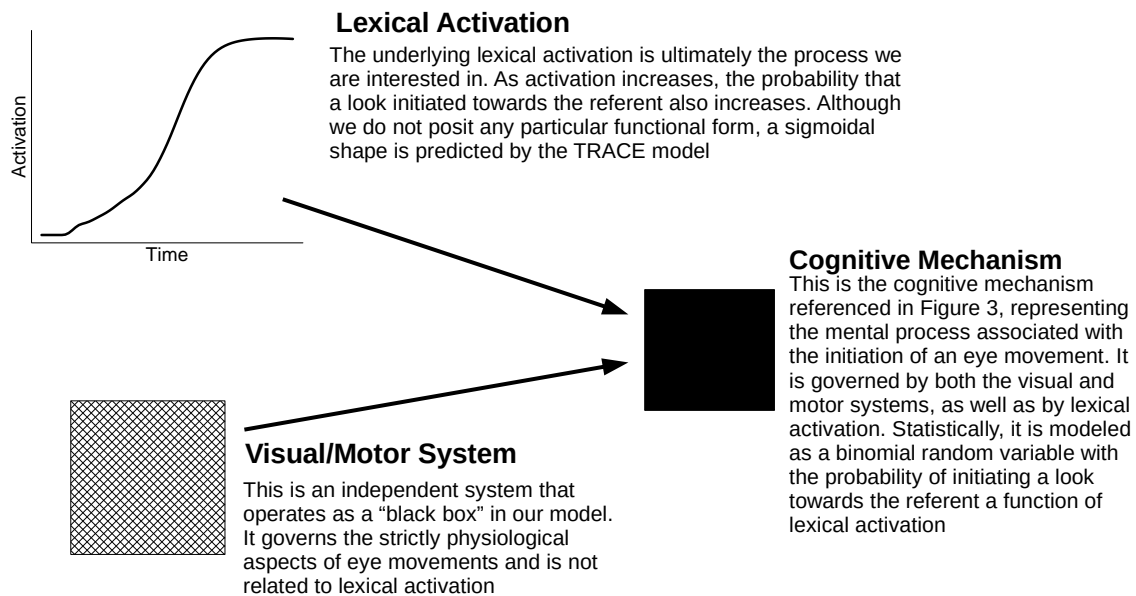 Lexical Activation
The underlying lexical activation is ultimately the process we
are interested in. As activation increases, the probability that
a look initiated towards the referent also increases. Although
we do not posit any particular functional form, a sigmoidal
shape is predicted by the TRACE model
Activation
Time
Cognitive Mechanism
This is the cognitive mechanism
referenced in Figure 3, representing
the mental process associated with
the initiation of an eye movement. It
is governed by both the visual and
motor systems, as well as by lexical
activation. Statistically, it is modeled
as a binomial random variable with
the probability of initiating a look
towards the referent a function of
lexical activation
Visual/Motor System
This is an independent system that
operates as a “black box” in our model.
It governs the strictly physiological
aspects of eye movements and is not
related to lexical activation